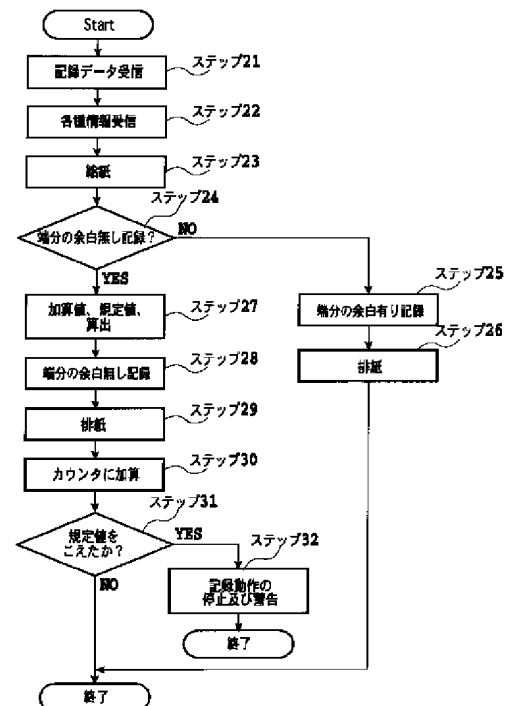 Start
ステップ21
記録データ受信
ステップ22
各種情報受信
ステップ23
給紙
ステップ24
端分の余白無し記録？
NO
YES
ステップ25
端分の余白有り記録
ステップ26
排紙
ステップ27
加算値、規定値、
算出
ステップ28
端分の余白無し記録
ステップ29
排紙
ステップ30
カウンタに加算
ステップ31
規定値を
こえたか？
YES
NO
ステップ32
記録動作の
停止及び警告
終了
終了